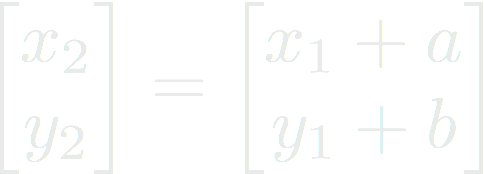 [x₂] = [x₁ + a]
[y₂] = [y₁ + b]